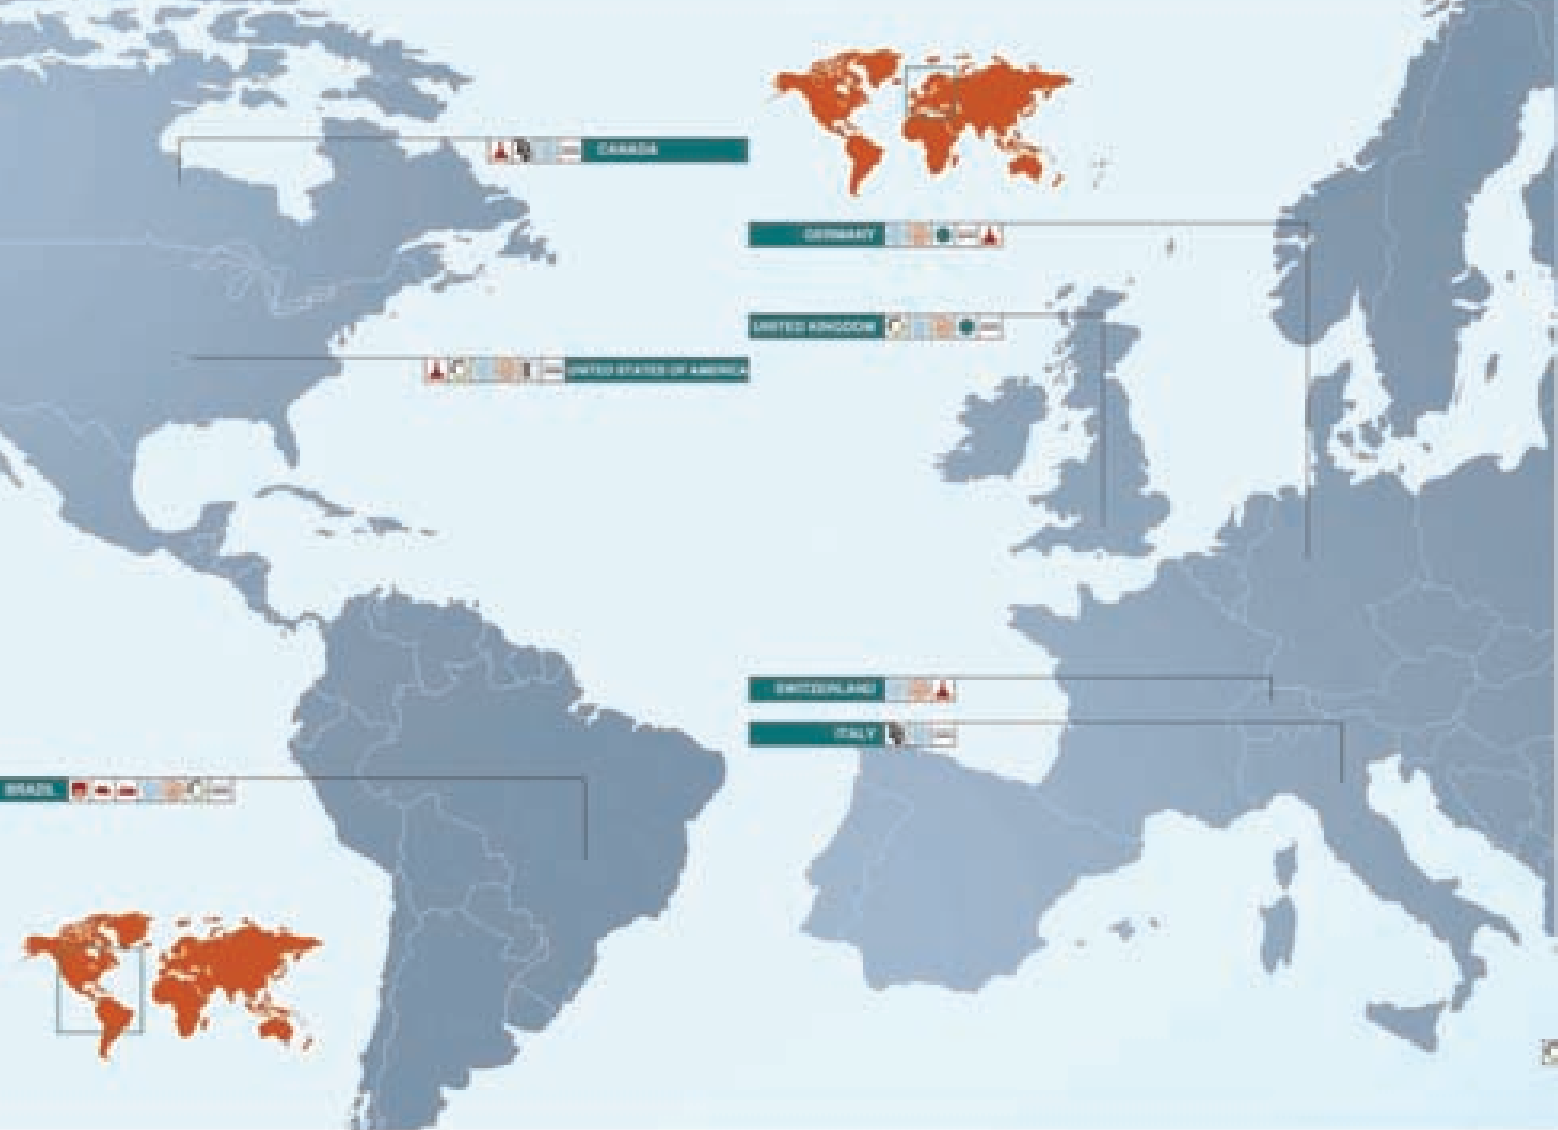 CANADA
GERMANY
UNITED KINGDOM
UNITED STATES OF AMERICA
SWITZERLAND
ITALY
BRAZIL